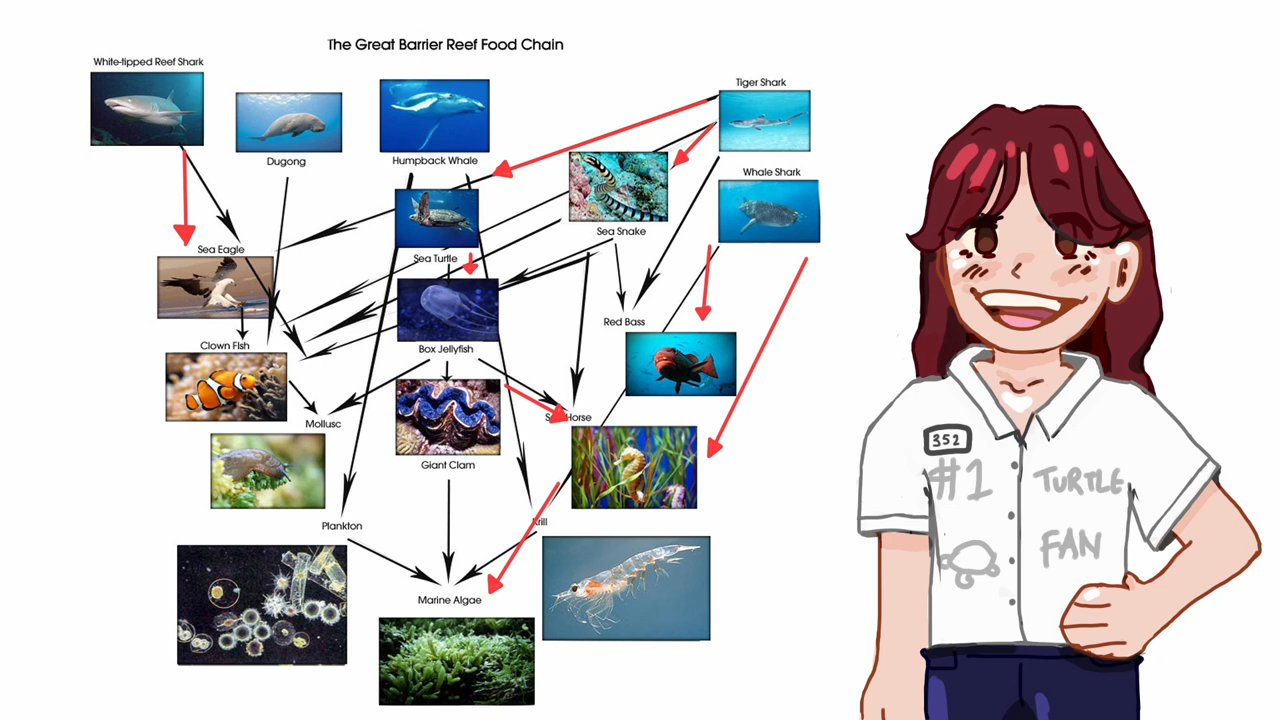 The Great Barrier Reef Food Chain
White-tipped Reef Shark
Dugong
Humpback Whale
Tiger Shark
Whale Shark
Sea Snake
Sea Eagle
Sea Turtle
Red Bass
Clown Fish
Box Jellyfish
Horse
Mollusc
Giant Clam
Plankton
Krill
Marine Algae
352
#1 TURTLE
FAN